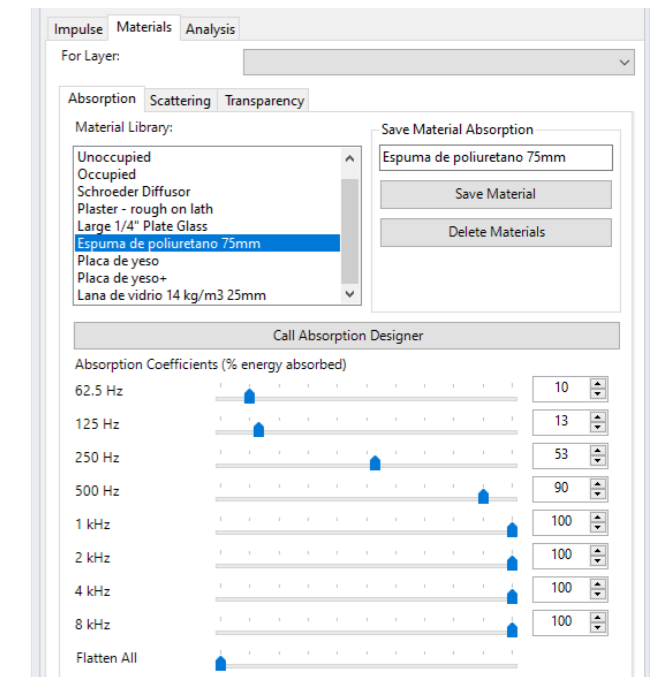 Impulse Materials Analysis
For Layer:
Absorption Scattering Transparency
Material Library:
Unoccupied
Occupied
Schroeder Diffusor
Plaster - rough on lath
Large 1/4" Plate Glass
Espuma de poliuretano 75mm
Placa de yeso
Placa de yeso+
Lana de vidrio 14 kg/m3 25mm
Save Material Absorption
Espuma de poliuretano 75mm
Save Material
Delete Materials
Call Absorption Designer
Absorption Coefficients (% energy absorbed)
62.5 Hz 10
125 Hz 13
250 Hz 53
500 Hz 90
1 kHz 100
2 kHz 100
4 kHz 100
8 kHz 100
Flatten All